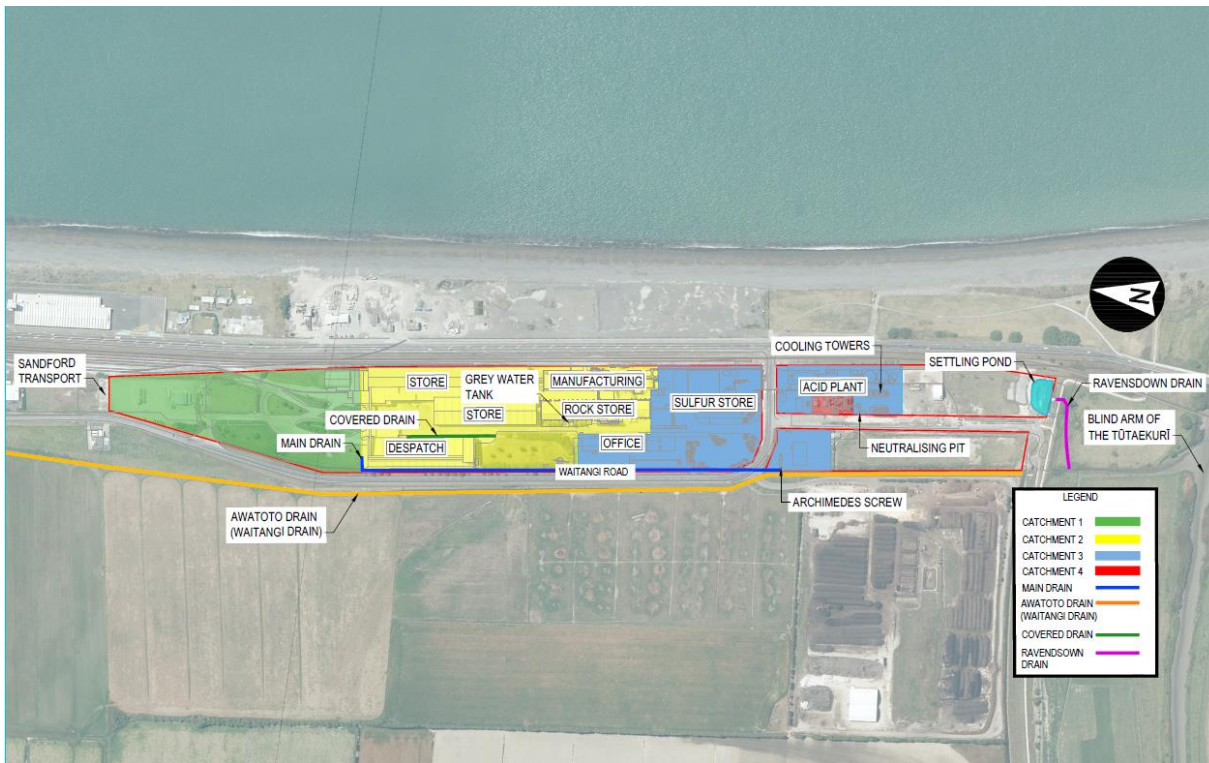 N
COOLING TOWERS
SETTLING POND
SANDFORD
TRANSPORT
STORE
GREY WATER
TANK
MANUFACTURING
ACID PLANT
RAVENSDOWN DRAIN
STORE
ROCK STORE
SULFUR STORE
COVERED DRAIN
BLIND ARM OF
THE TŪTAEKURĪ
MAIN DRAIN
DESPATCH
OFFICE
NEUTRALISING PIT
WAITANGI ROAD
ARCHIMEDES SCREW
AWATOTO DRAIN
(WAITANGI DRAIN)
LEGEND
CATCHMENT 1
CATCHMENT 2
CATCHMENT 3
CATCHMENT 4
MAIN DRAIN
AWATOTO DRAIN
(WAITANGI DRAIN)
COVERED DRAIN
RAVENDSOWN
DRAIN